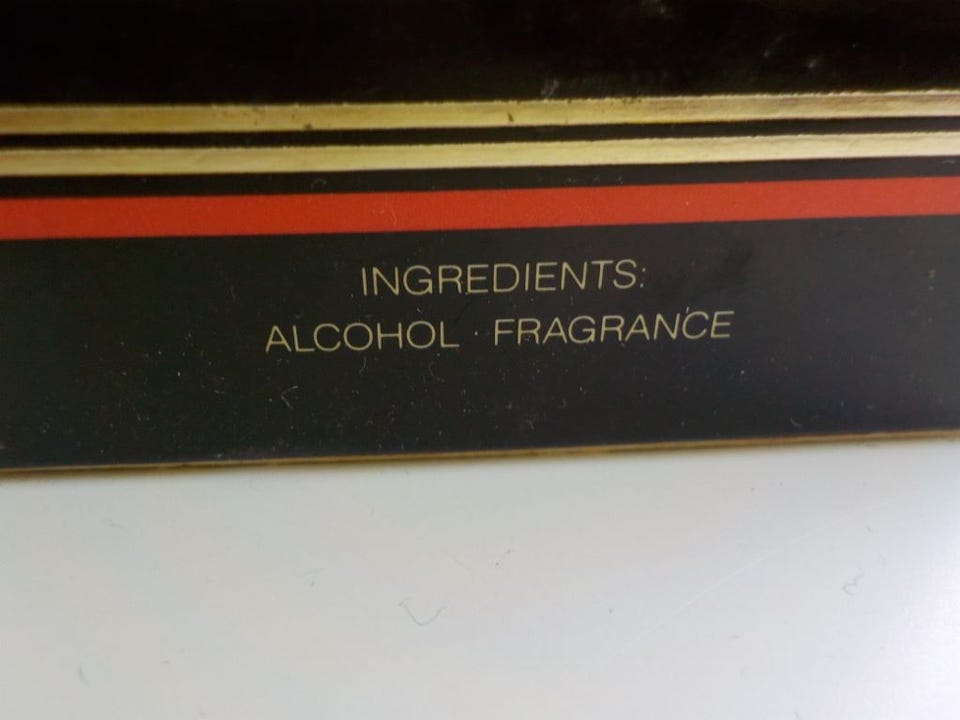 INGREDIENTS:
ALCOHOL · FRAGRANCE